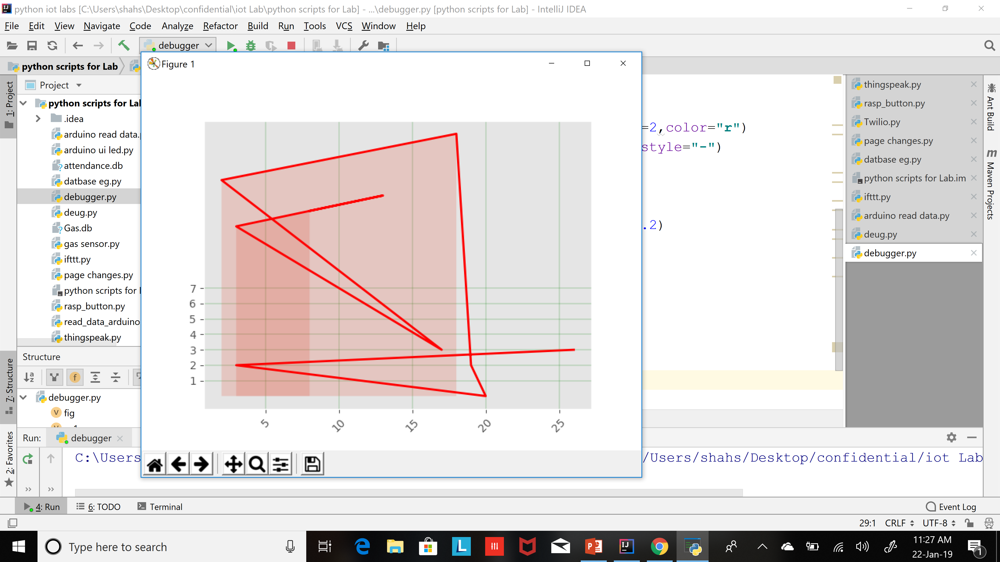 python iot labs [C:\Users\shahs\Desktop\confidential\iot Lab\python scripts for Lab] - ...\debugger.py [python scripts for Lab] - IntelliJ IDEA
File Edit View Navigate Code Analyze Refactor Build Run Tools VCS Window Help
debugger
python scripts for Lab
1: Project
Project
python scripts for Lal
.idea
arduino read data.
arduino ui led.py
attendance.db
datbase eg.py
debugger.py
deug.py
Gas.db
gas sensor.py
ifttt.py
page changes.py
python scripts for
rasp_button.py
read_data_arduino
thingspeak.py
Figure 1
7
6
5
4
3
2
1
5 10 15 20 25
=2,color="r")
style="-")
.2)
thingspeak.py
rasp_button.py
Twilio.py
page changes.py
datbase eg.py
python scripts for Lab.im
ifttt.py
arduino read data.py
deug.py
debugger.py
Ant Build
m Maven Projects
7: Structure
Structure
debugger.py
fig
2: Favorites
Run: debugger
C:\Users
/Users/shahs/Desktop/confidential/iot Lab
4: Run 6: TODO Terminal Event Log
29:1 CRLF UTF-8
Type here to search
11:27 AM
22-Jan-19
1